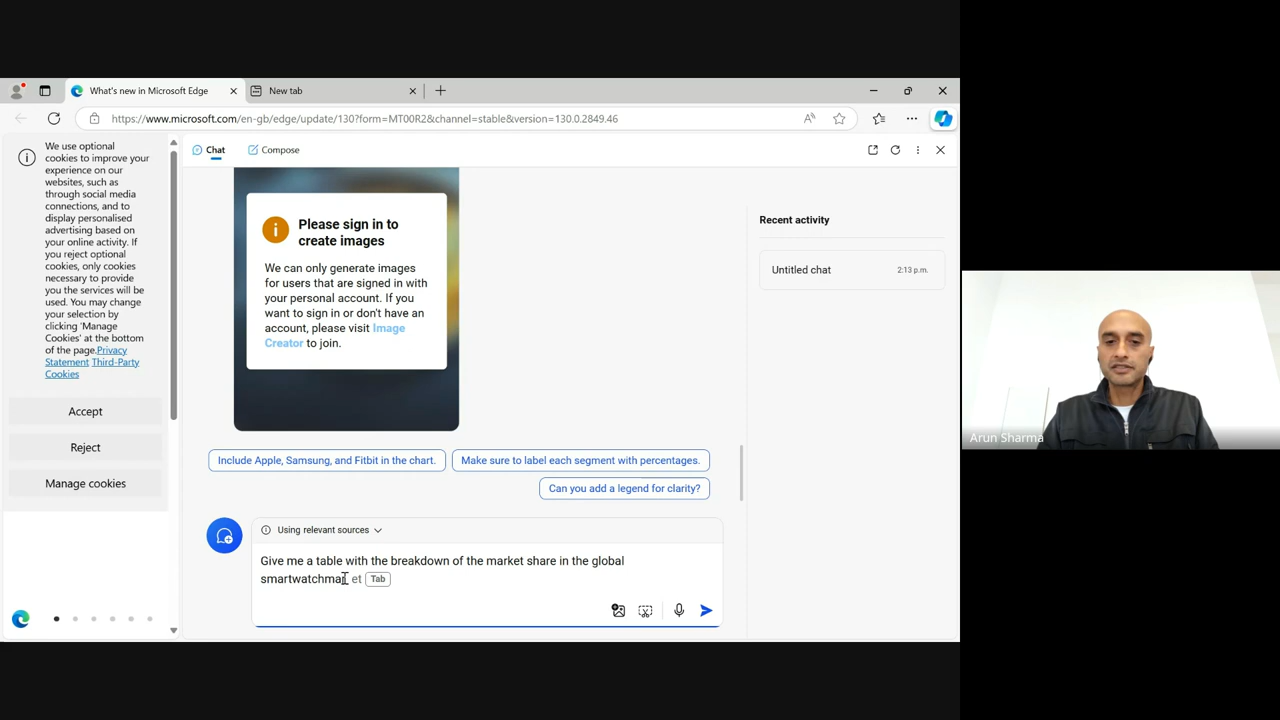 What's new in Microsoft Edge
New tab
https://www.microsoft.com/en-gb/edge/update/130?form=MT00R2&channel=stable&version=130.0.2849.46
We use optional
cookies to improve your
experience on our
websites, such as
through social media
connections, and to
display personalised
advertising based on
your online activity. If
you reject optional
cookies, only cookies
necessary to provide
you the services will be
used. You may change
your selection by
clicking 'Manage
Cookies' at the bottom
of the page.Privacy
Statement Third-Party
Cookies
Accept
Reject
Manage cookies
Chat
Compose
Please sign in to
create images
We can only generate images
for users that are signed in with
your personal account. If you
want to sign in or don't have an
account, please visit Image
Creator to join.
Include Apple, Samsung, and Fitbit in the chart.
Make sure to label each segment with percentages.
Can you add a legend for clarity?
Using relevant sources
Give me a table with the breakdown of the market share in the global
smartwatchma et Tab
Recent activity
Untitled chat
2:13 p.m.
Arun Sharma